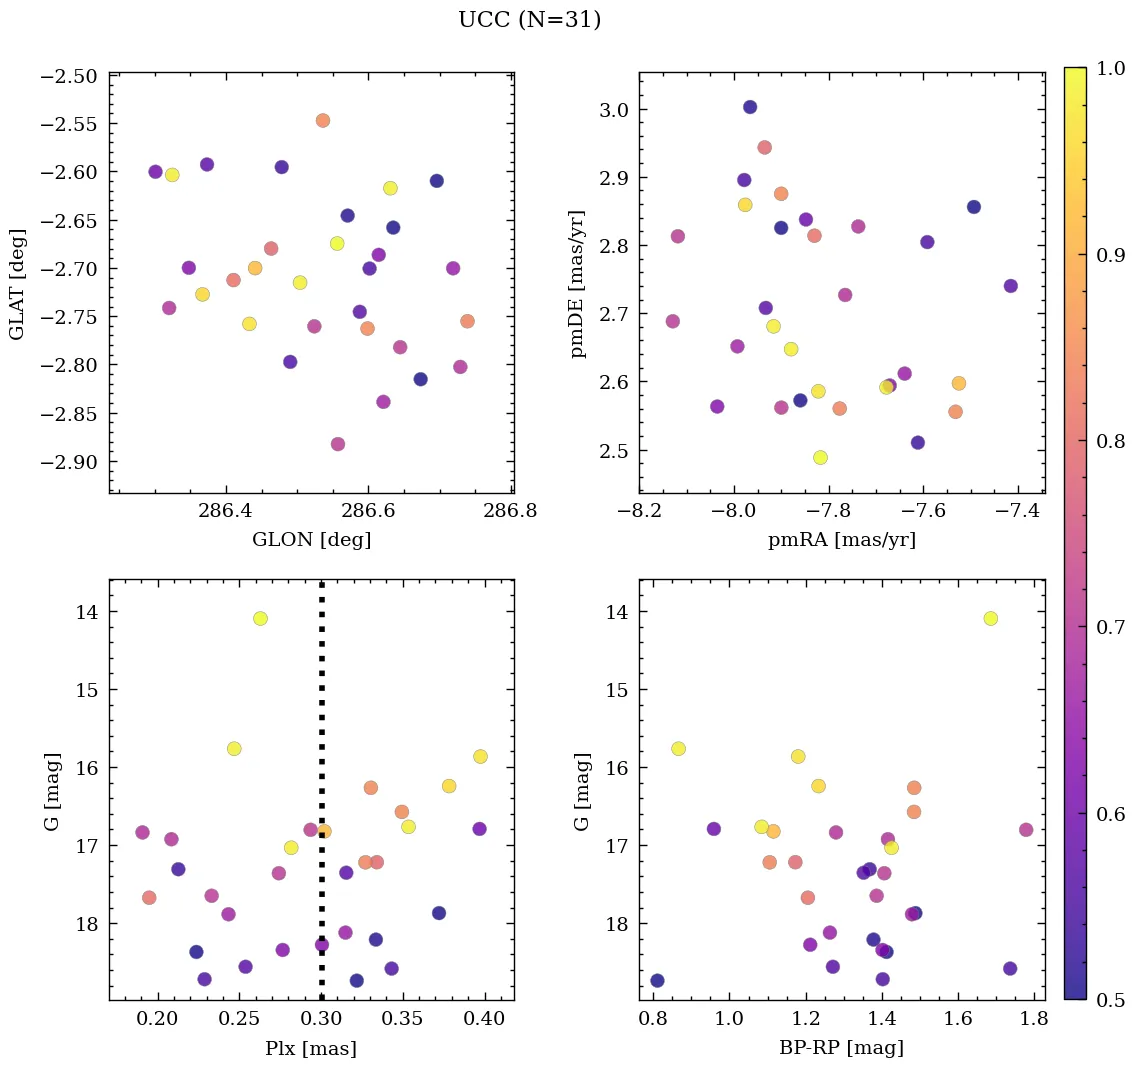 UCC (N=31)
−2.50
−2.55
−2.60
−2.65
−2.70
−2.75
−2.80
−2.85
−2.90
GLAT [deg]
286.4 286.6 286.8
GLON [deg]
3.0
2.9
2.8
2.7
2.6
2.5
pmDE [mas/yr]
−8.2 −8.0 −7.8 −7.6 −7.4
pmRA [mas/yr]
1.0
0.9
0.8
0.7
0.6
0.5
14
15
16
17
18
G [mag]
0.20 0.25 0.30 0.35 0.40
Plx [mas]
14
15
16
17
18
G [mag]
0.8 1.0 1.2 1.4 1.6 1.8
BP-RP [mag]